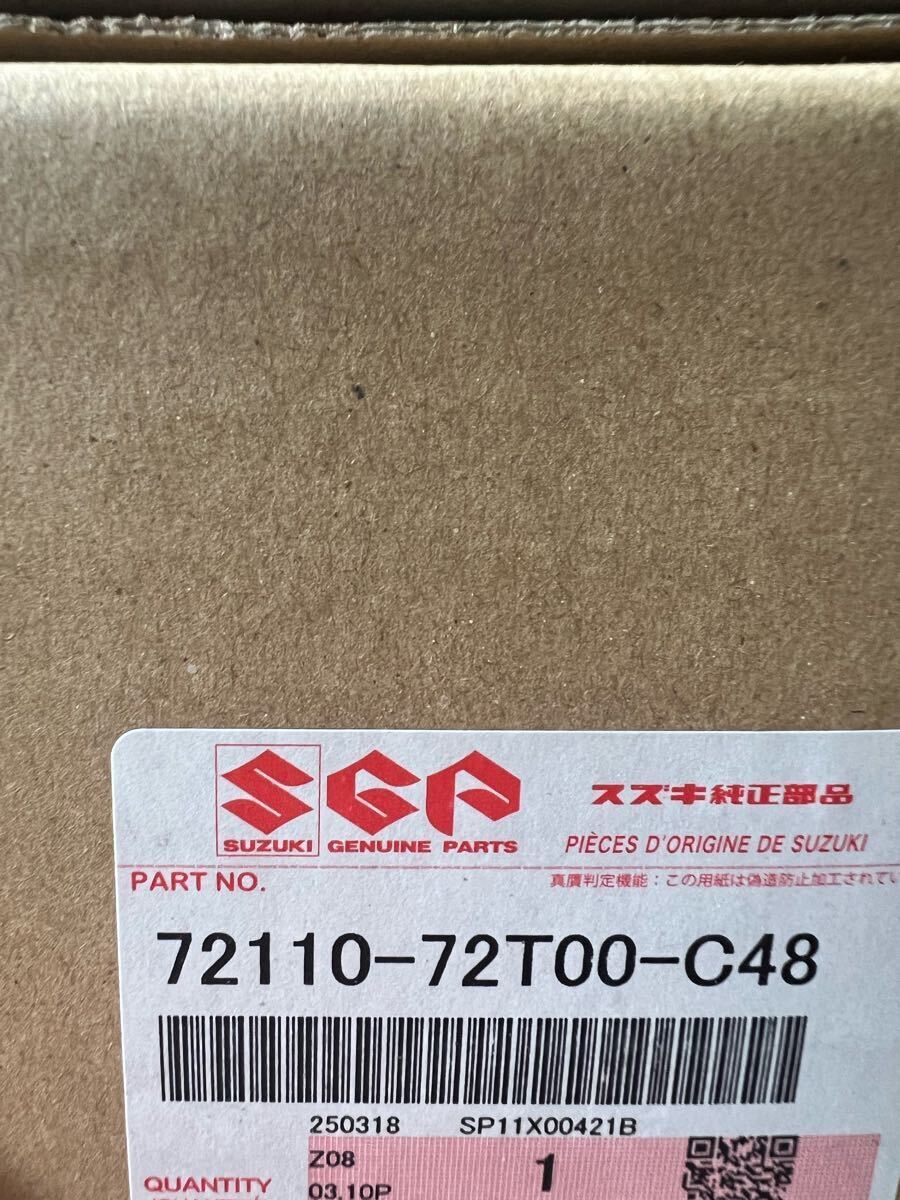 SGP
SUZUKI GENUINE PARTS
スズキ純正部品
PIÈCES D'ORIGINE DE SUZUKI
PART NO.
真贋判定機能：この用紙は偽造防止加工されてい
72110-72T00-C48
250318 SP11X00421B
Z08
1
QUANTITY
03.10P